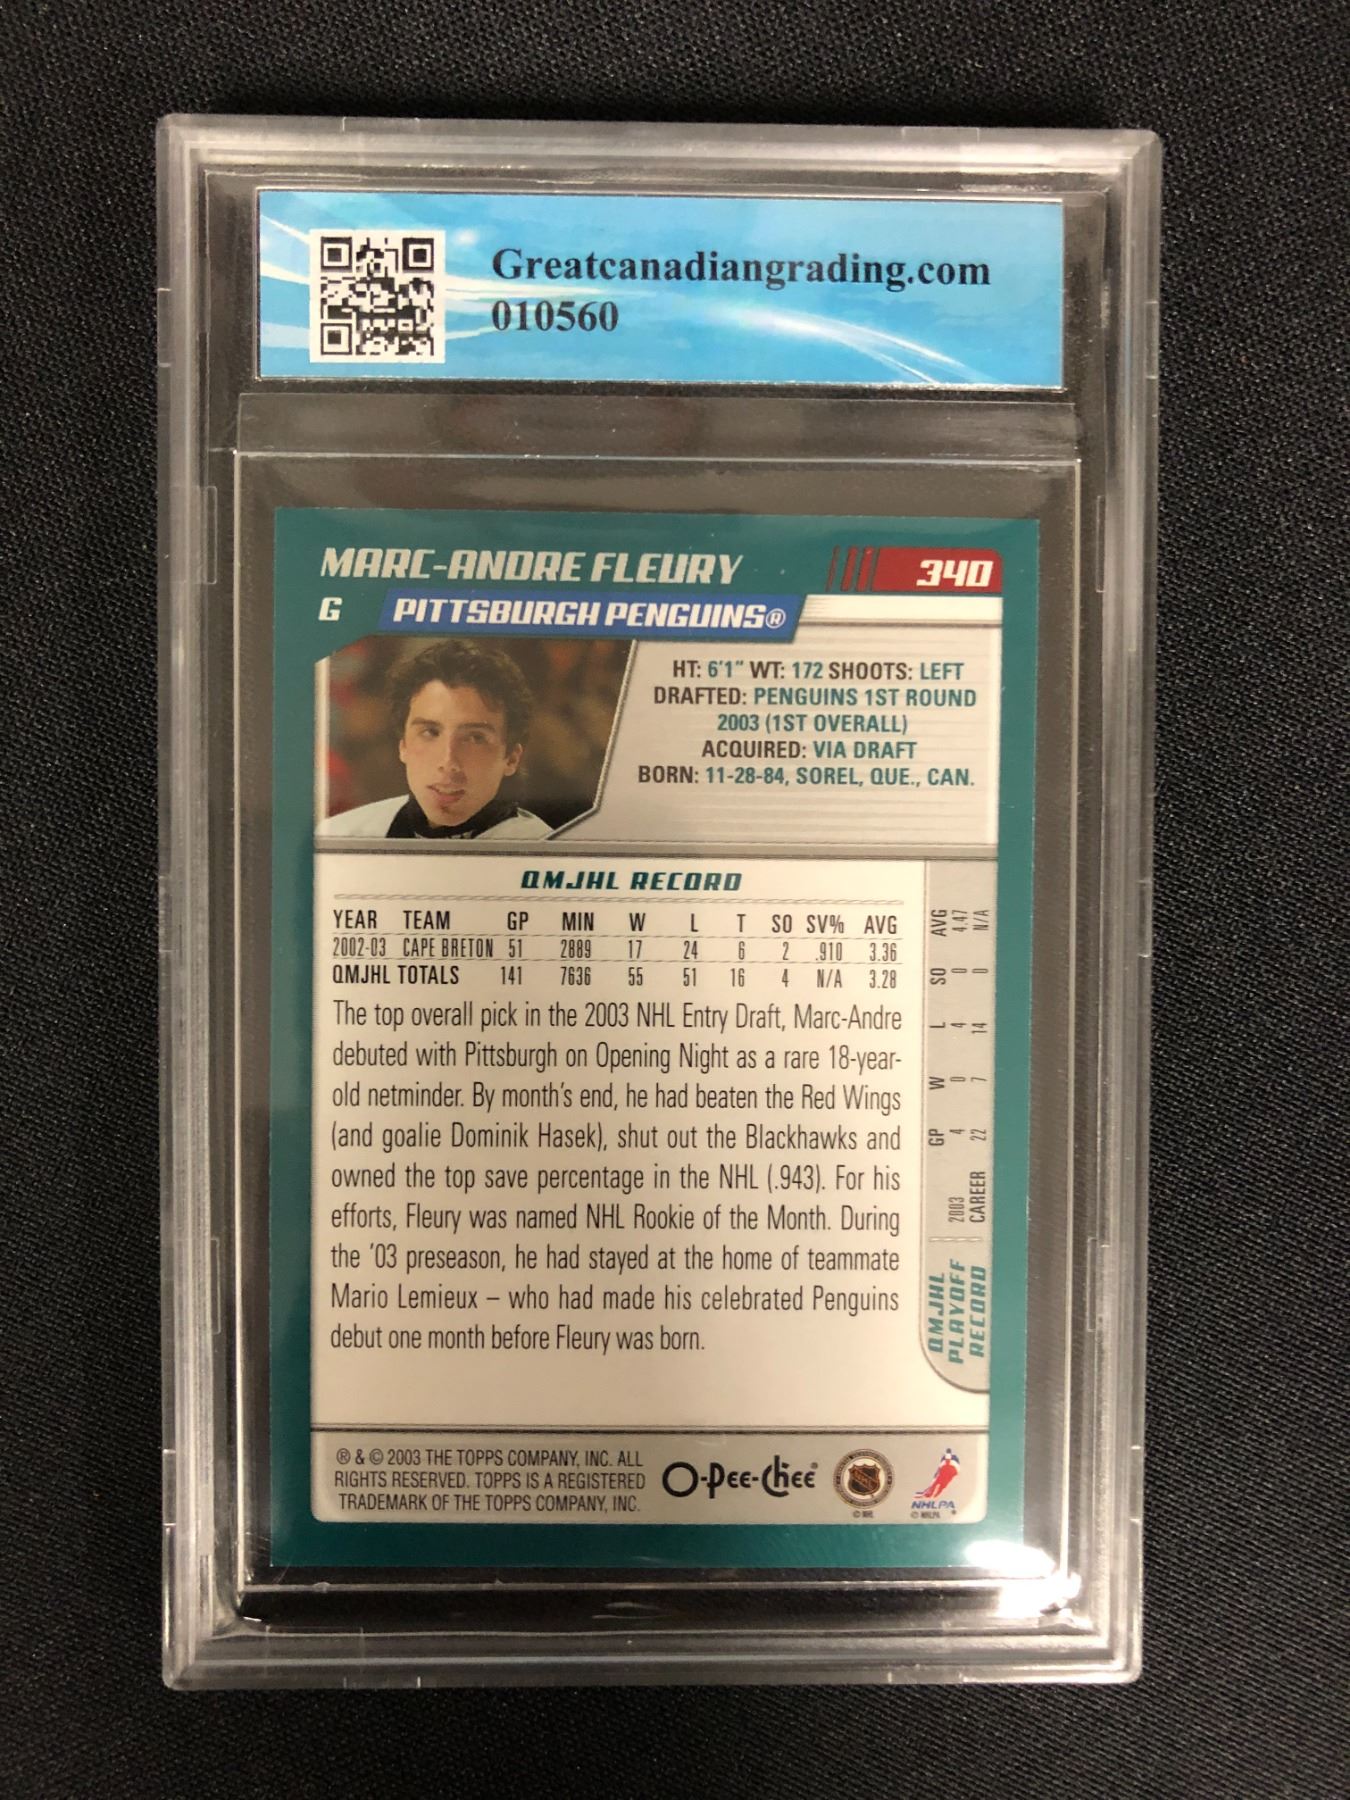 Greatcanadiangrading.com
010560
MARC-ANDRE FLEURY
340
G PITTSBURGH PENGUINS®
HT: 6'1" WT: 172 SHOOTS: LEFT
DRAFTED: PENGUINS 1ST ROUND
2003 (1ST OVERALL)
ACQUIRED: VIA DRAFT
BORN: 11-28-84, SOREL, QUE., CAN.
QMJHL RECORD
YEAR TEAM GP MIN W L T SO SV% AVG
2002-03 CAPE BRETON 51 2889 17 24 6 2 .910 3.36
QMJHL TOTALS 141 7636 55 51 16 4 N/A 3.28
The top overall pick in the 2003 NHL Entry Draft, Marc-Andre
debuted with Pittsburgh on Opening Night as a rare 18-year-
old netminder. By month's end, he had beaten the Red Wings
(and goalie Dominik Hasek), shut out the Blackhawks and
owned the top save percentage in the NHL (.943). For his
efforts, Fleury was named NHL Rookie of the Month. During
the '03 preseason, he had stayed at the home of teammate
Mario Lemieux – who had made his celebrated Penguins
debut one month before Fleury was born.
QMJHL
PLAYOFF
RECORD
GP W L SO AVG
2003 4 0 4 0 4.47
CAREER 22 7 14 0 N/A
® & © 2003 THE TOPPS COMPANY, INC. ALL
RIGHTS RESERVED. TOPPS IS A REGISTERED
TRADEMARK OF THE TOPPS COMPANY, INC.
O-Pee-Chee®
NHL
© NHL
NHLPA
© NHLPA